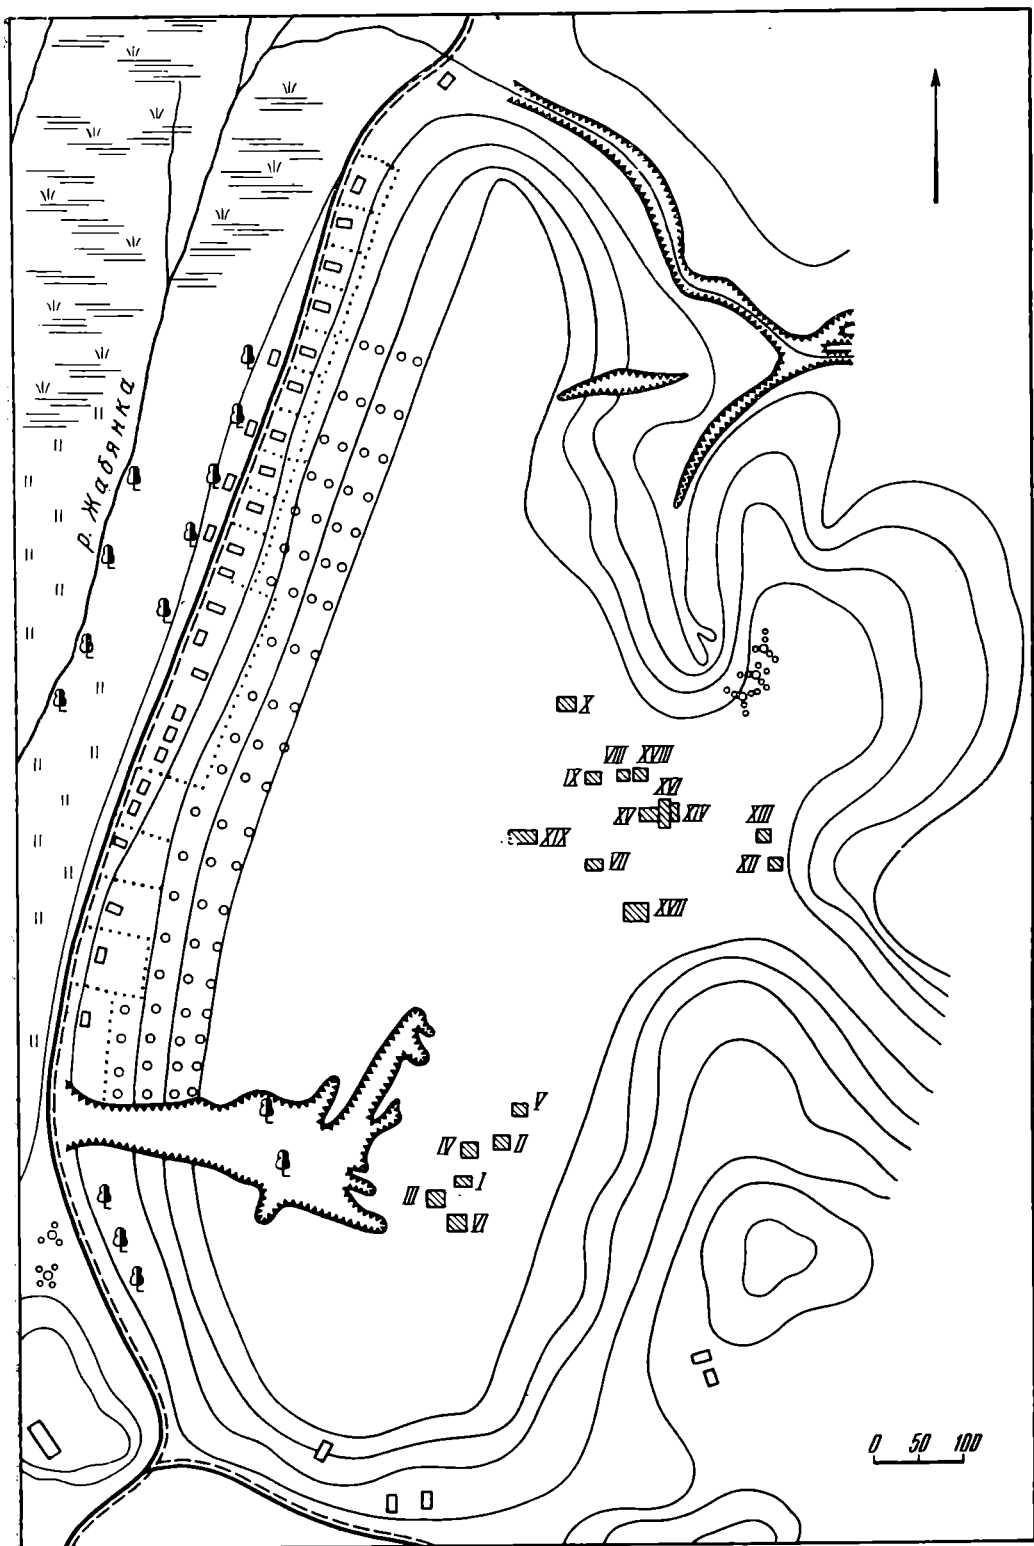 р. Жабянка
X
VIII XVIII
IX
XVI
XV XIV XIII
XIX
VII XII
XVII
V
IV II
I
III
VI
0 50 100